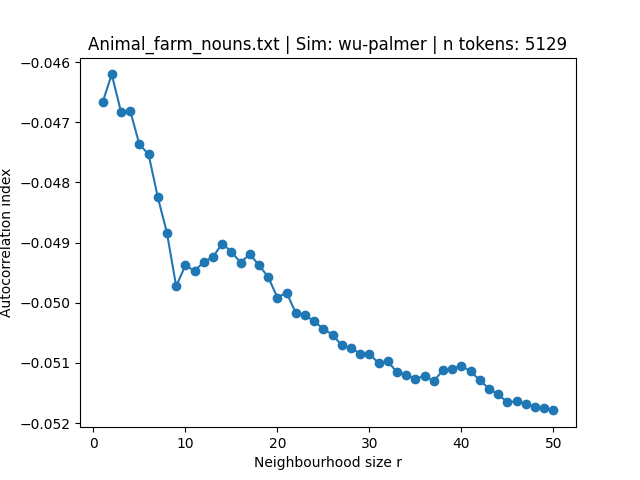 Animal_farm_nouns.txt | Sim: wu-palmer | n tokens: 5129
−0.046
−0.047
−0.048
−0.049
−0.050
−0.051
−0.052
Autocorrelation index
0 10 20 30 40 50
Neighbourhood size r